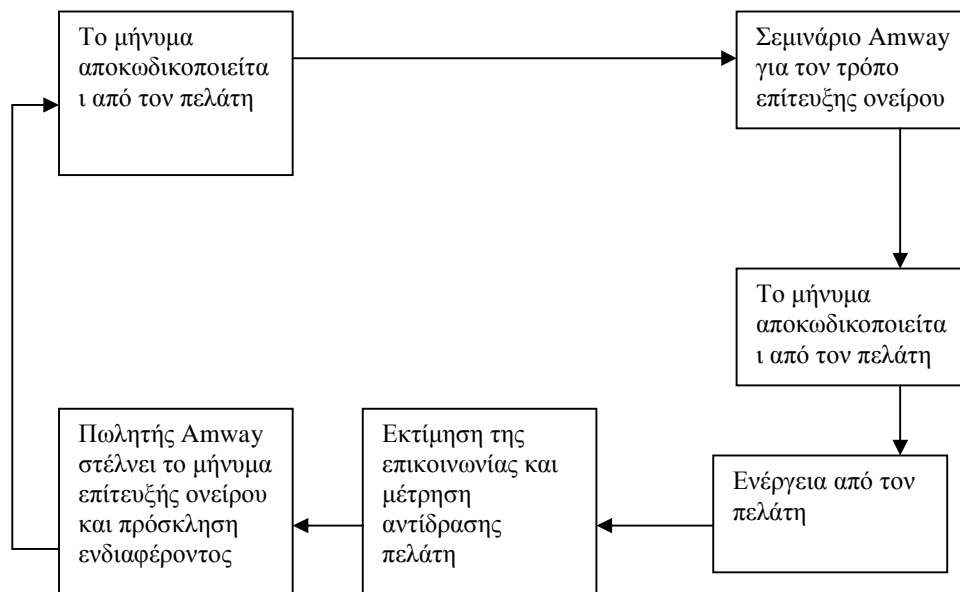 Το μήνυμα
αποκωδικοποιείτα
ι από τον πελάτη
Σεμινάριο Amway
για τον τρόπο
επίτευξης ονείρου
Το μήνυμα
αποκωδικοποιείτα
ι από τον πελάτη
Πωλητής Amway
στέλνει το μήνυμα
επίτευξής ονείρου
και πρόσκληση
ενδιαφέροντος
Εκτίμηση της
επικοινωνίας και
μέτρηση
αντίδρασης
πελάτη
Ενέργεια από τον
πελάτη